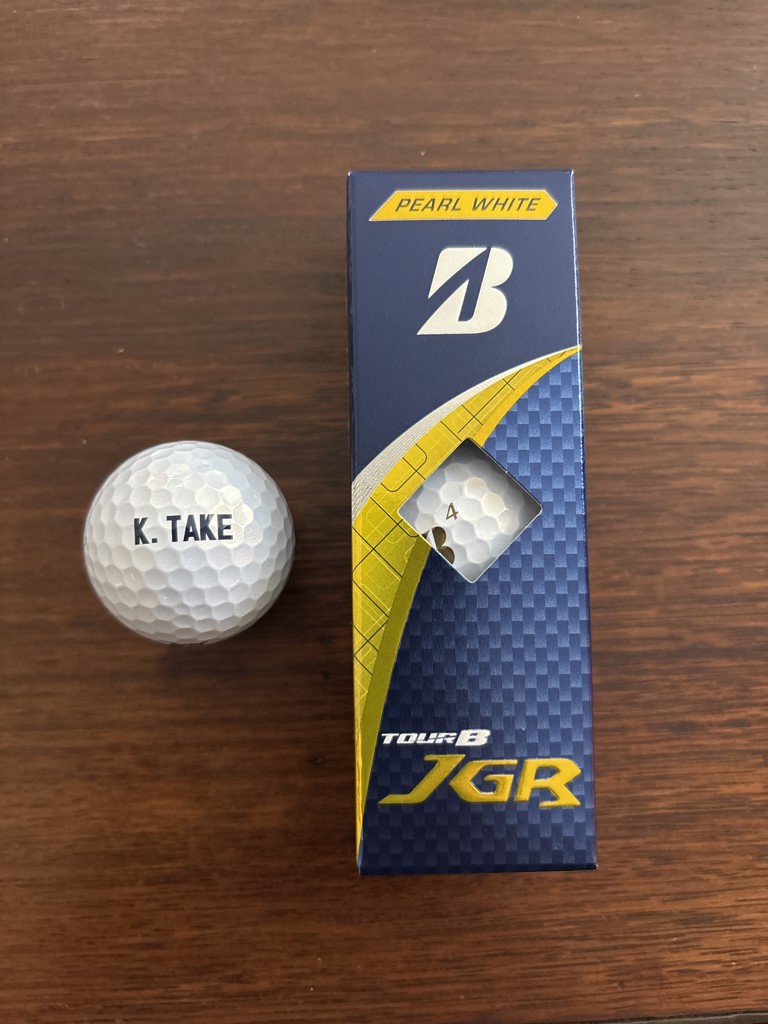 PEARL WHITE
B
K. TAKE
4
TOUR B
JGR